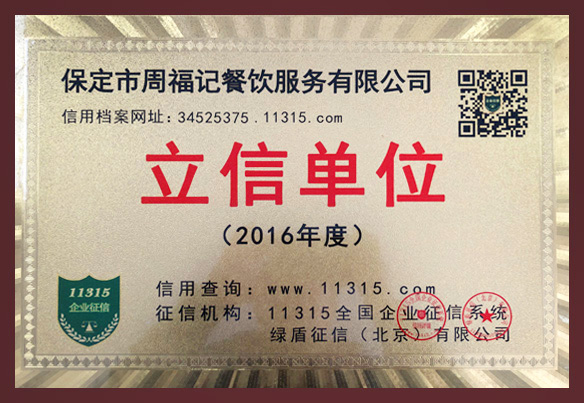 保定市周福记餐饮服务有限公司
信用档案网址:34525375.11315.com
立信单位
(2016年度)
11315
企业征信
信用查询:www.11315.com
征信机构:11315全国企业征信系统
绿盾征信(北京)有限公司